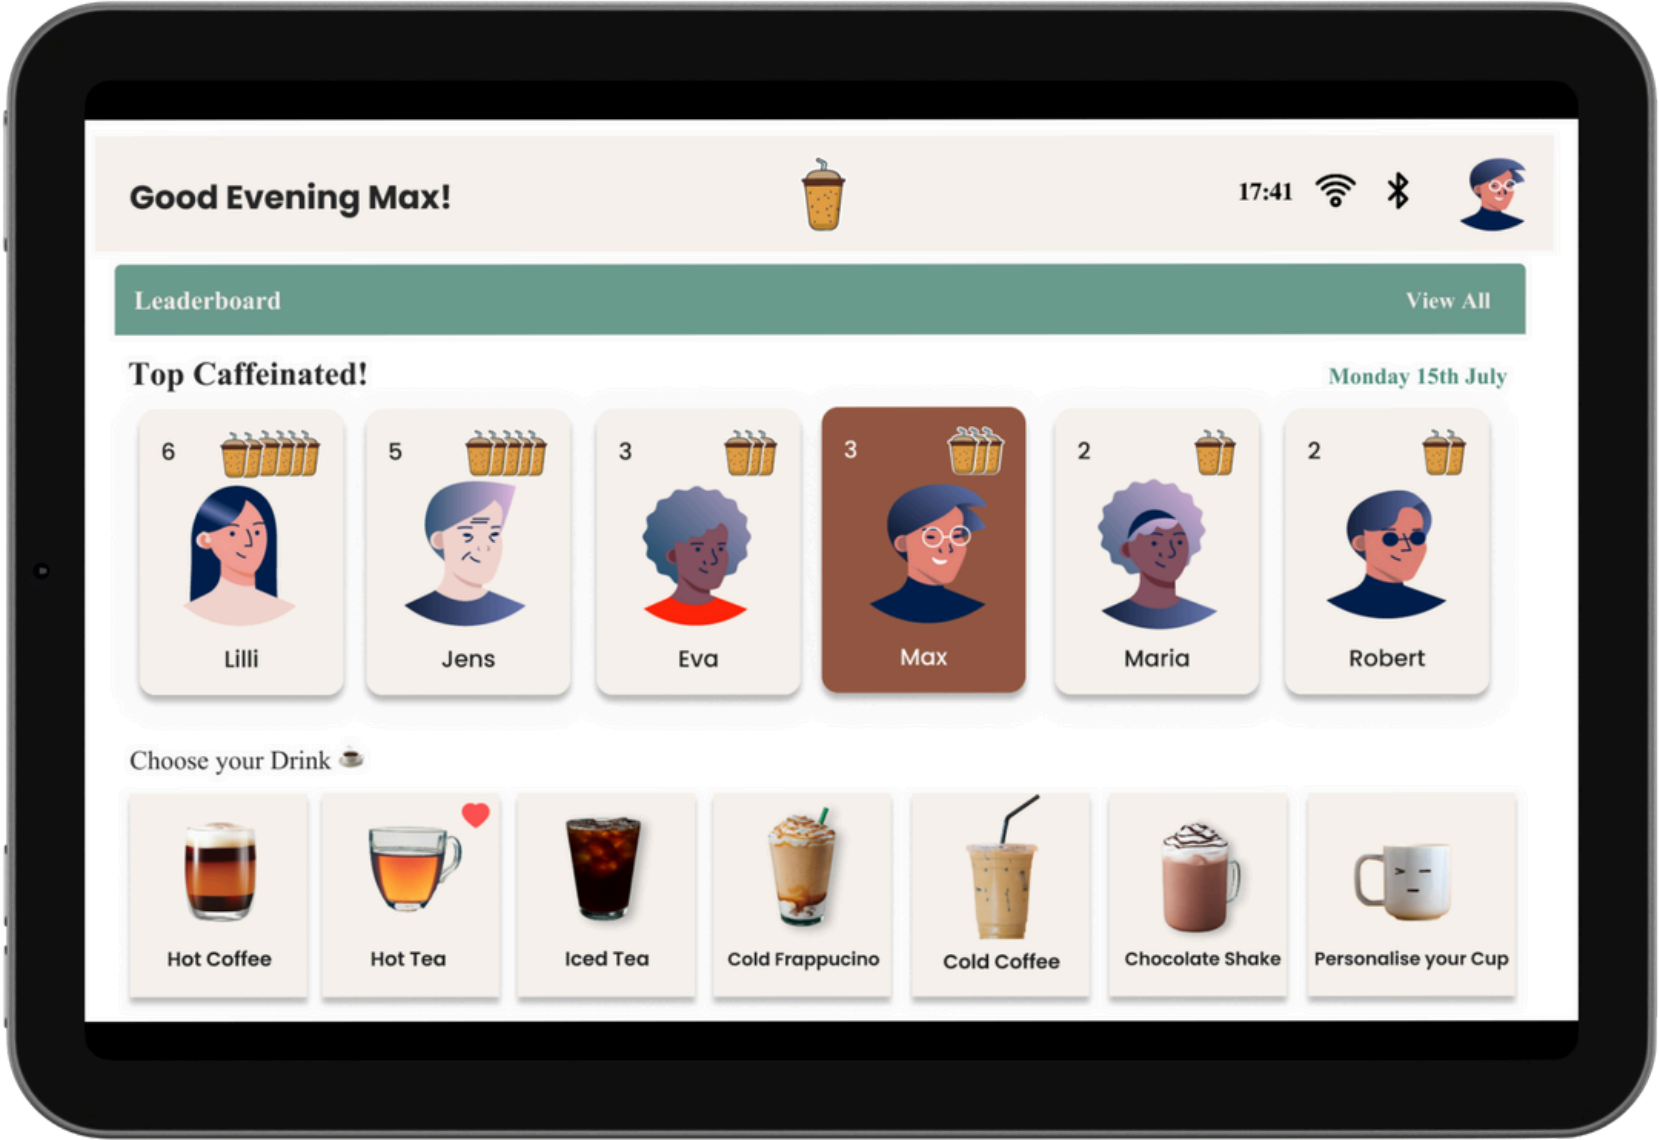 Good Evening Max!
17:41
Leaderboard
View All
Top Caffeinated!
Monday 15th July
6
5
3
3
2
2
Lilli
Jens
Eva
Max
Maria
Robert
Choose your Drink
Hot Coffee
Hot Tea
Iced Tea
Cold Frappucino
Cold Coffee
Chocolate Shake
Personalise your Cup